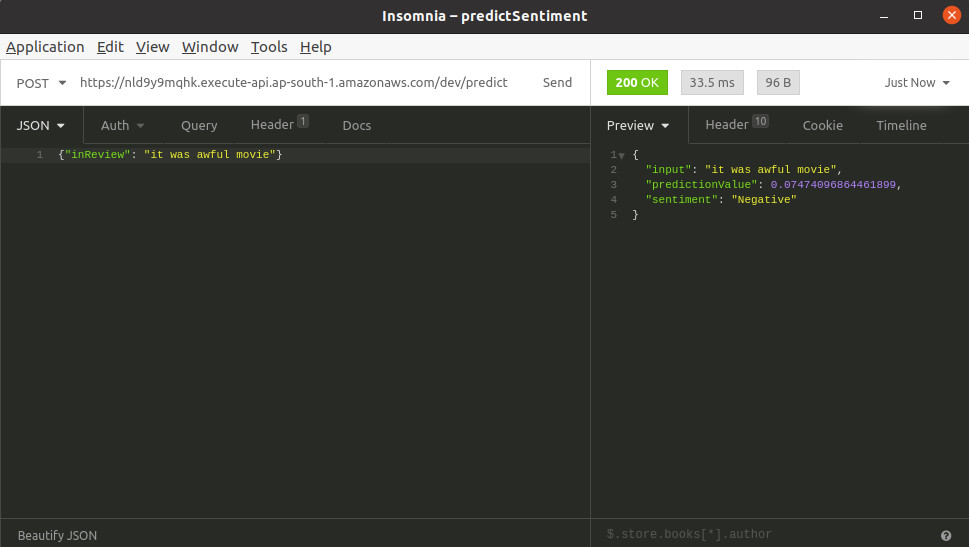 Insomnia – predictSentiment
Application Edit View Window Tools Help
POST https://nld9y9mqhk.execute-api.ap-south-1.amazonaws.com/dev/predict Send
200 OK 33.5 ms 96 B Just Now
JSON Auth Query Header 1 Docs
Preview Header 10 Cookie Timeline
1 {"inReview": "it was awful movie"}
1 {
2 "input": "it was awful movie",
3 "predictionValue": 0.07474096864461899,
4 "sentiment": "Negative"
5 }
Beautify JSON
$.store.books[*].author